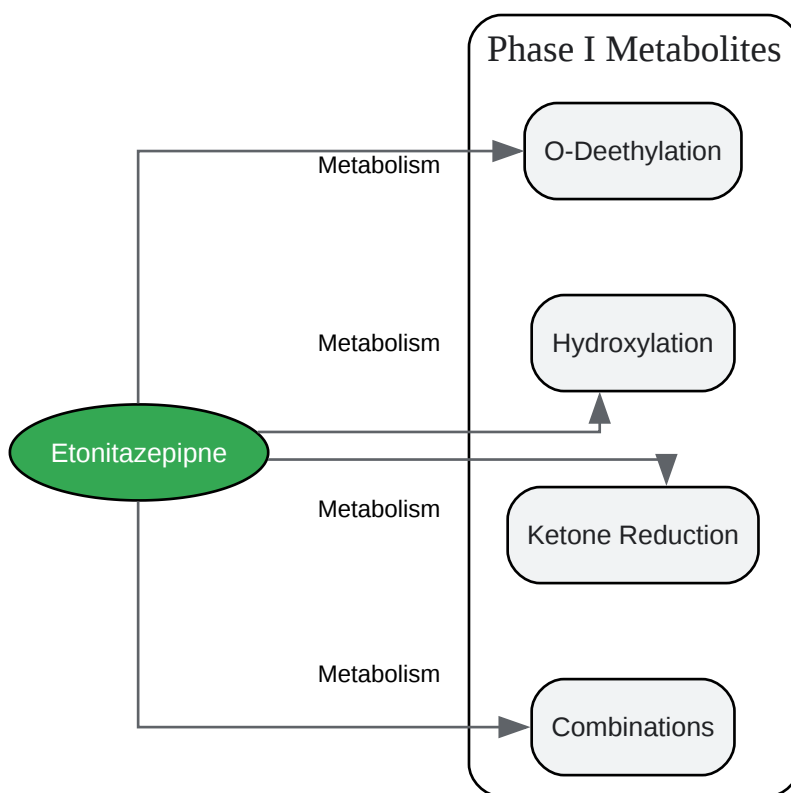 Phase I Metabolites
O-Deethylation
Metabolism
Hydroxylation
Metabolism
Etonitazepipne
Metabolism
Ketone Reduction
Metabolism
Combinations